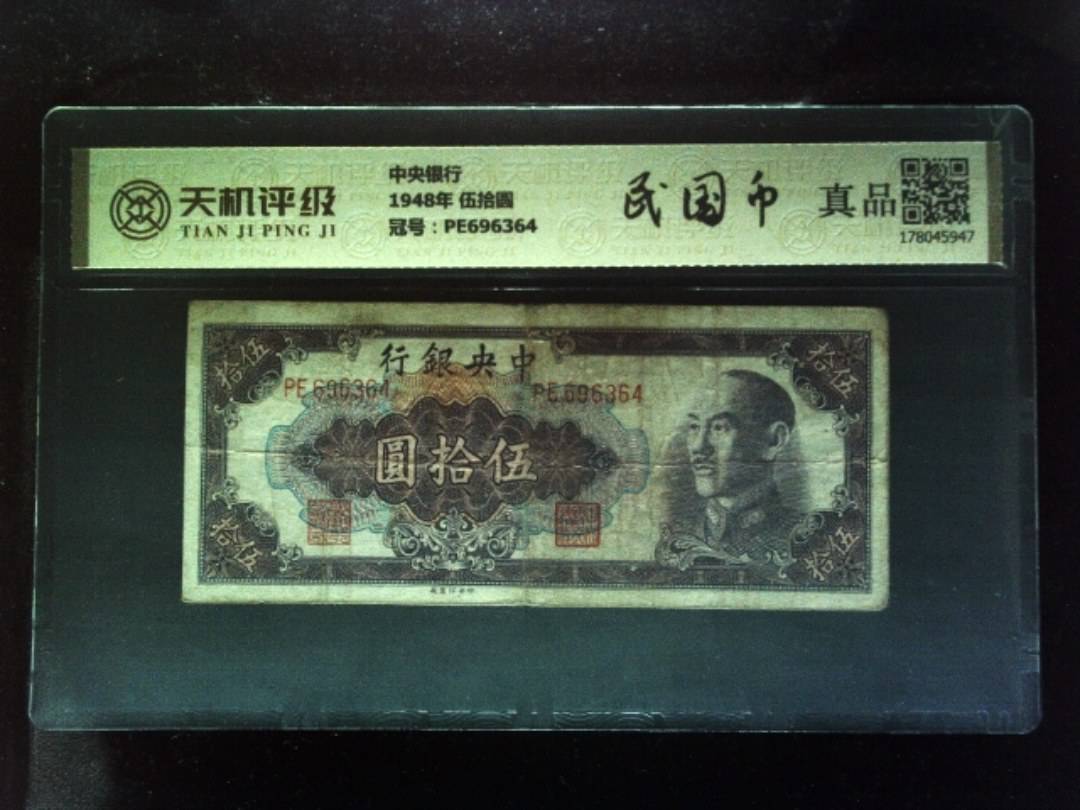 天机评级
TIAN JI PING JI
中央银行
1948年 伍拾圆
冠号：PE696364
民国币
真品
178045947
伍拾
行銀央中
伍拾
PE 696364
PE 696364
圓拾伍
伍拾
伍拾